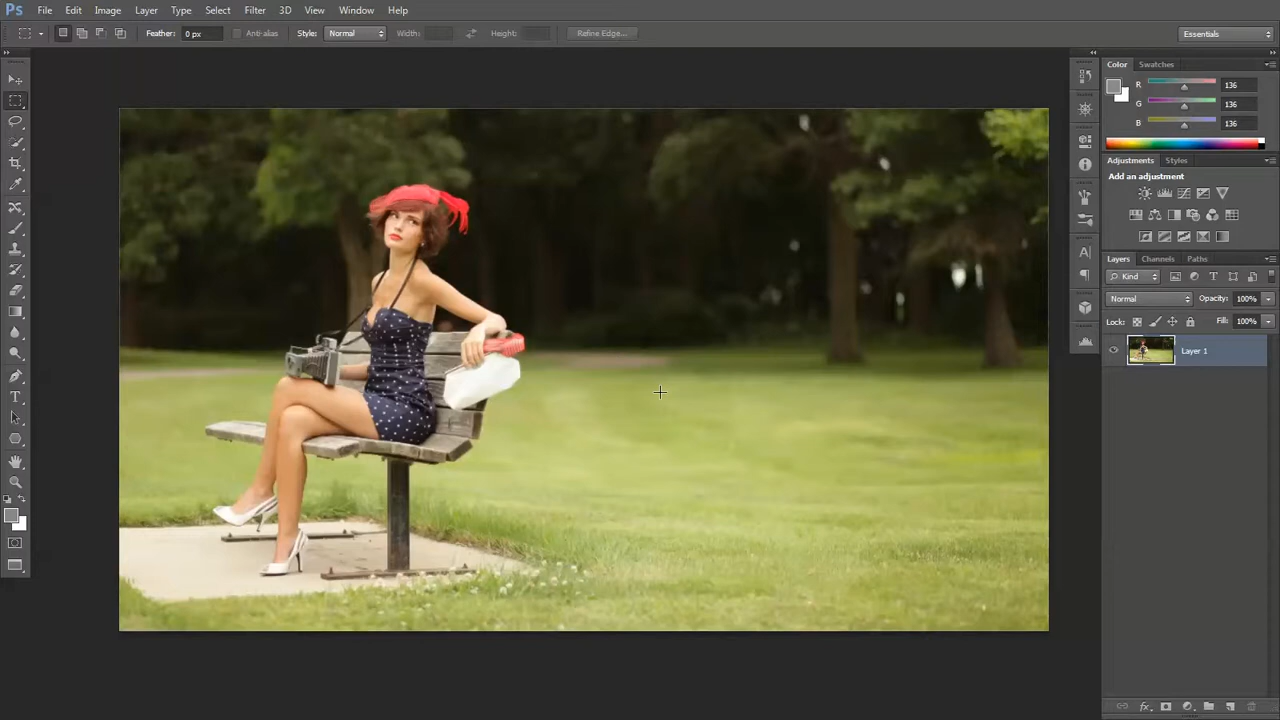 Ps File Edit Image Layer Type Select Filter 3D View Window Help
Feather: 0 px Anti-alias Style: Normal Width: Height: Refine Edge... Essentials
Color Swatches
R 136
G 136
B 136
Adjustments Styles
Add an adjustment
Layers Channels Paths
Kind
Normal Opacity: 100%
Lock: Fill: 100%
Layer 1